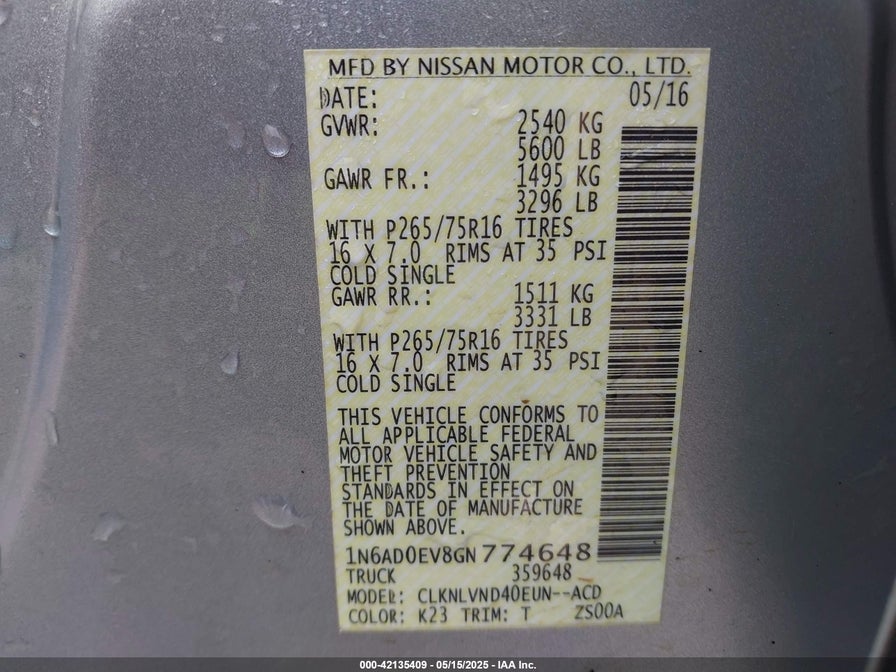 MFD BY NISSAN MOTOR CO., LTD.
DATE: 05/16
GVWR: 2540 KG
5600 LB
GAWR FR.: 1495 KG
3296 LB
WITH P265/75R16 TIRES
16 X 7.0 RIMS AT 35 PSI
COLD SINGLE
GAWR RR.: 1511 KG
3331 LB
WITH P265/75R16 TIRES
16 X 7.0 RIMS AT 35 PSI
COLD SINGLE
THIS VEHICLE CONFORMS TO
ALL APPLICABLE FEDERAL
MOTOR VEHICLE SAFETY AND
THEFT PREVENTION
STANDARDS IN EFFECT ON
THE DATE OF MANUFACTURE
SHOWN ABOVE.
1N6AD0EV8GN774648
TRUCK 359648
MODEL: CLKNLVND40EUN--ACD
COLOR: K23 TRIM: T ZS00A
000-42135409 - 05/15/2025 - IAA Inc.